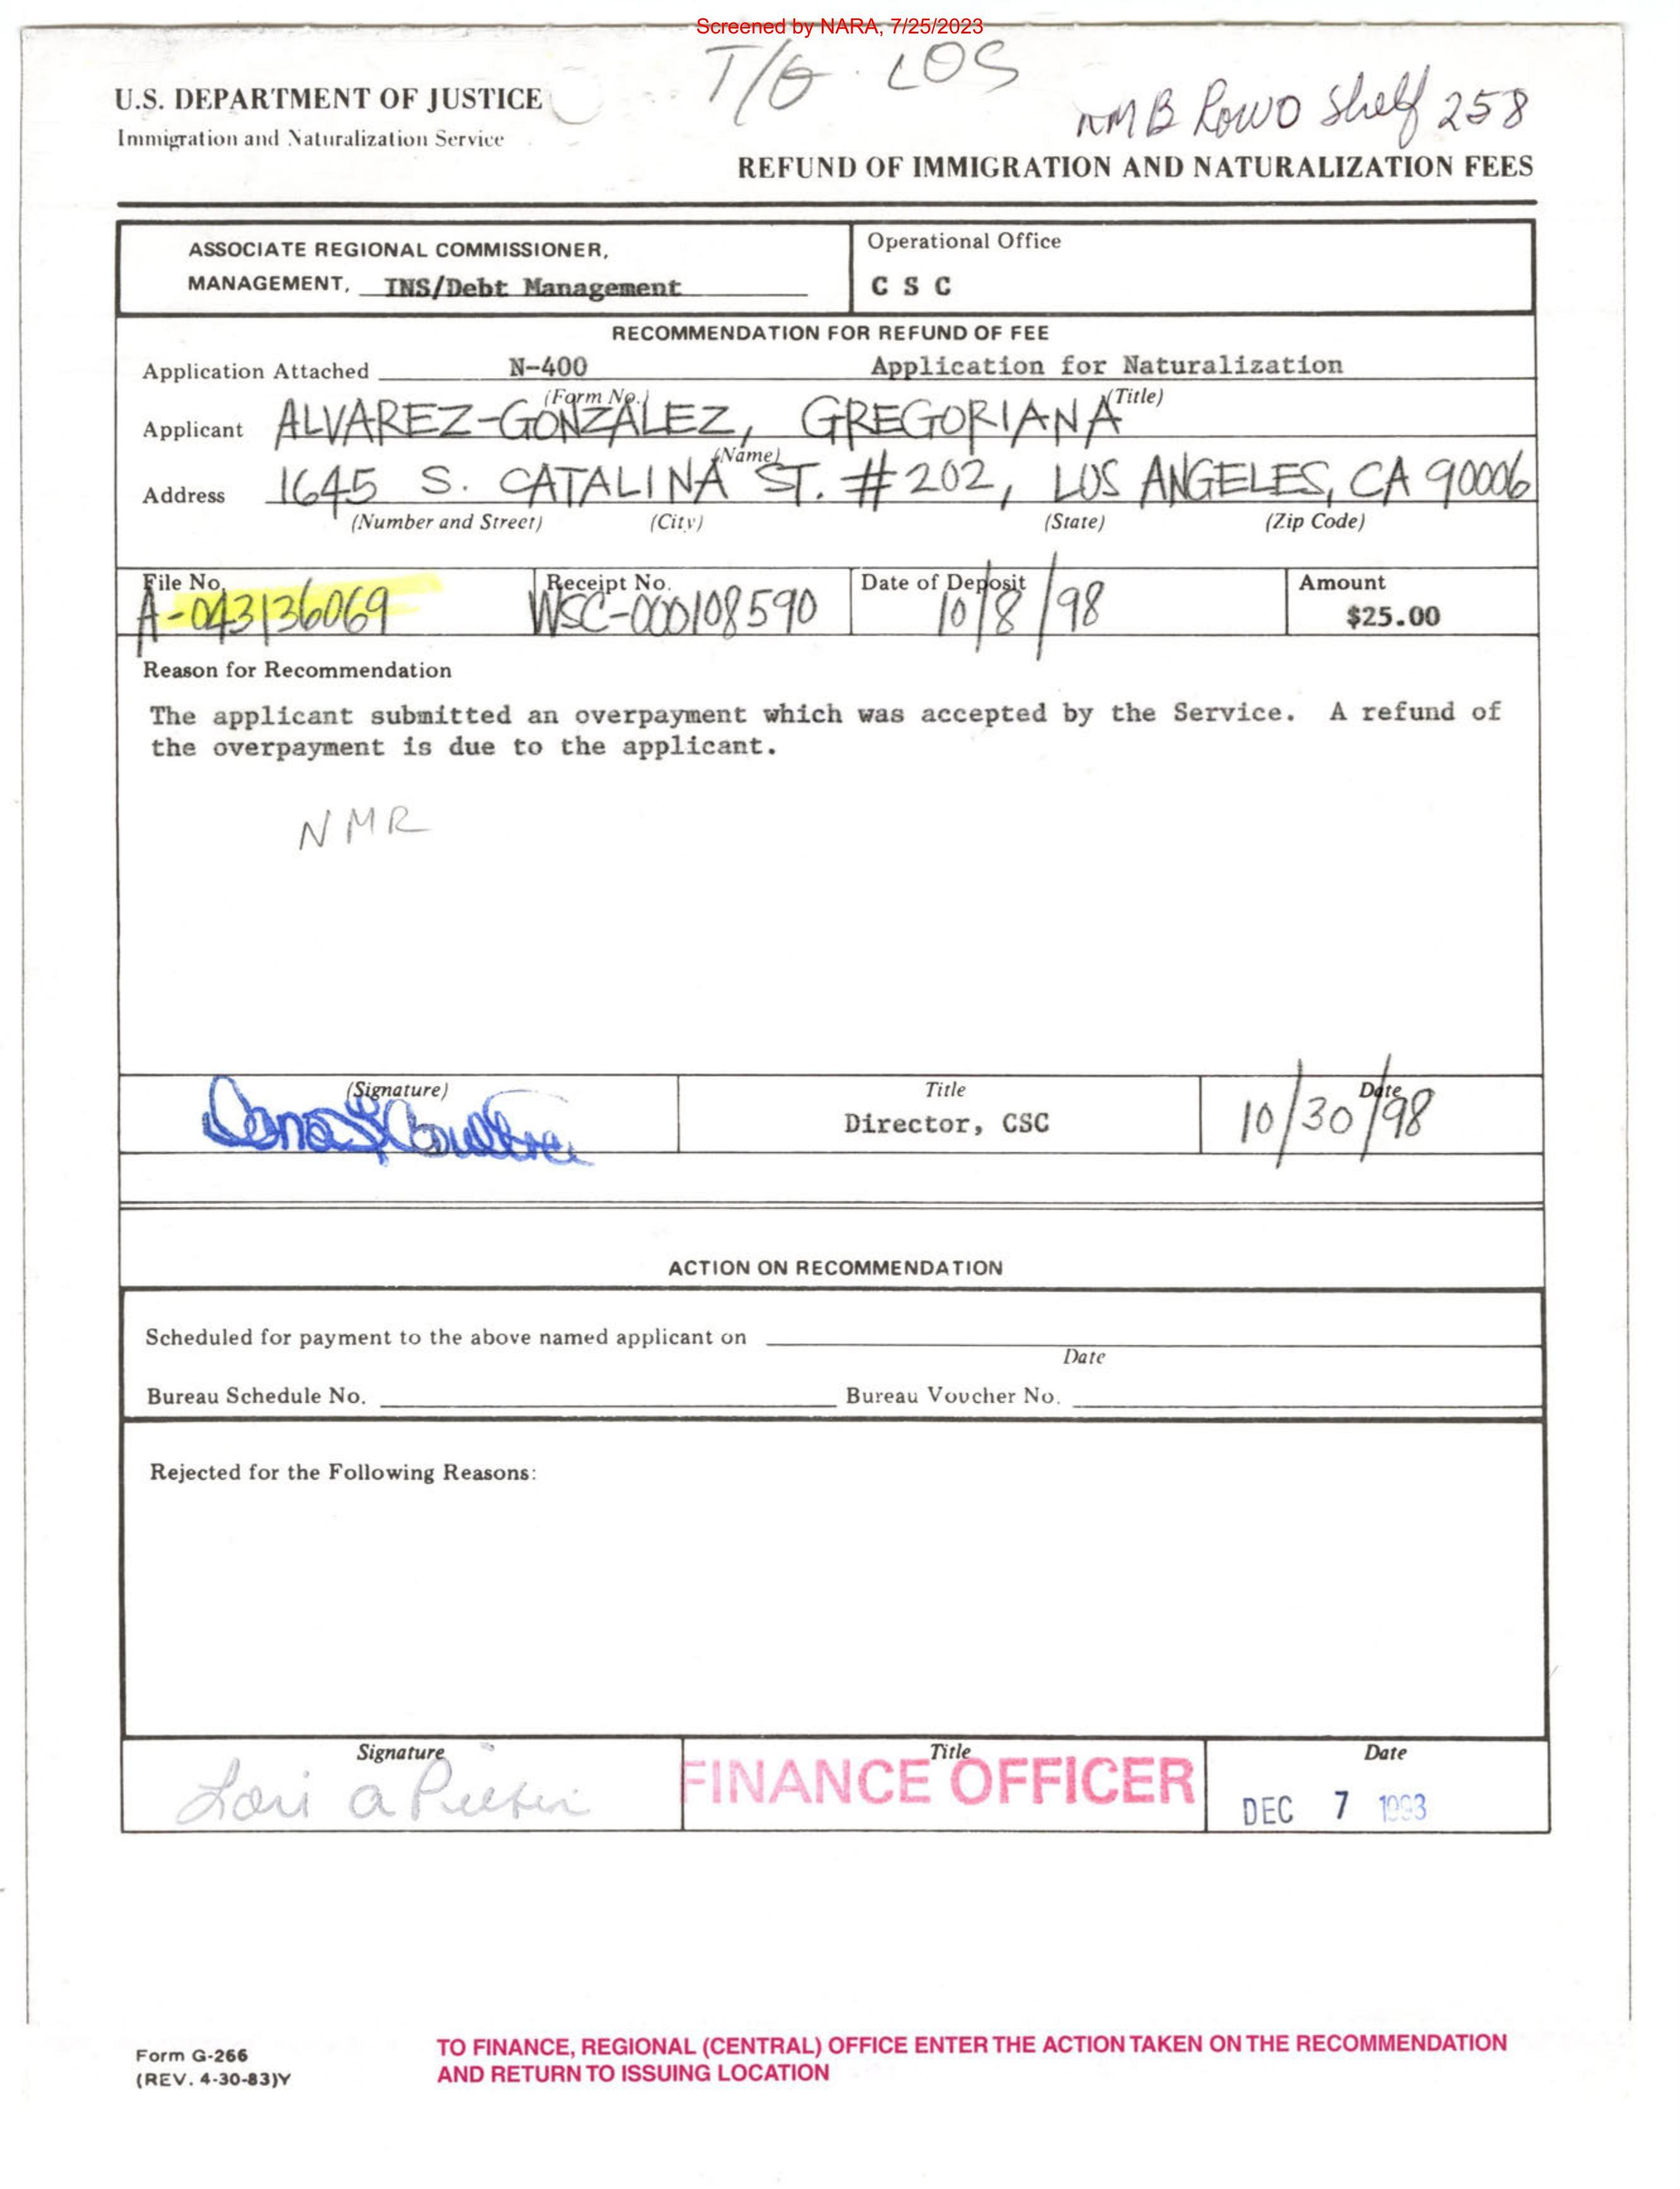 Screened by NARA, 7/25/2023
T/G. LOS
U.S. DEPARTMENT OF JUSTICE
Immigration and Naturalization Service
NMB Shelf 258
REFUND OF IMMIGRATION AND NATURALIZATION FEES
ASSOCIATE REGIONAL COMMISSIONER,
MANAGEMENT, INS/Debt Management
Operational Office
C S C
RECOMMENDATION FOR REFUND OF FEE
Application Attached N-400 Application for Naturalization
(Form No.) (Title)
Applicant ALVAREZ-GONZALEZ, GREGORIANA
(Name)
Address 1645 S. CATALINA ST. #202, LOS ANGELES, CA 90006
(Number and Street) (City) (State) (Zip Code)
File No. Receipt No. Date of Deposit Amount
A-043136069 WSC-000108590 10/8/98 $25.00
Reason for Recommendation
The applicant submitted an overpayment which was accepted by the Service. A refund of
the overpayment is due to the applicant.
NMR
(Signature) Title Date
Director, CSC 10/30/98
ACTION ON RECOMMENDATION
Scheduled for payment to the above named applicant on
Date
Bureau Schedule No. Bureau Voucher No.
Rejected for the Following Reasons:
Signature Title Date
Lori a FINANCE OFFICER DEC 7
Form G-266
(REV. 4-30-83)Y
TO FINANCE, REGIONAL (CENTRAL) OFFICE ENTER THE ACTION TAKEN ON THE RECOMMENDATION
AND RETURN TO ISSUING LOCATION